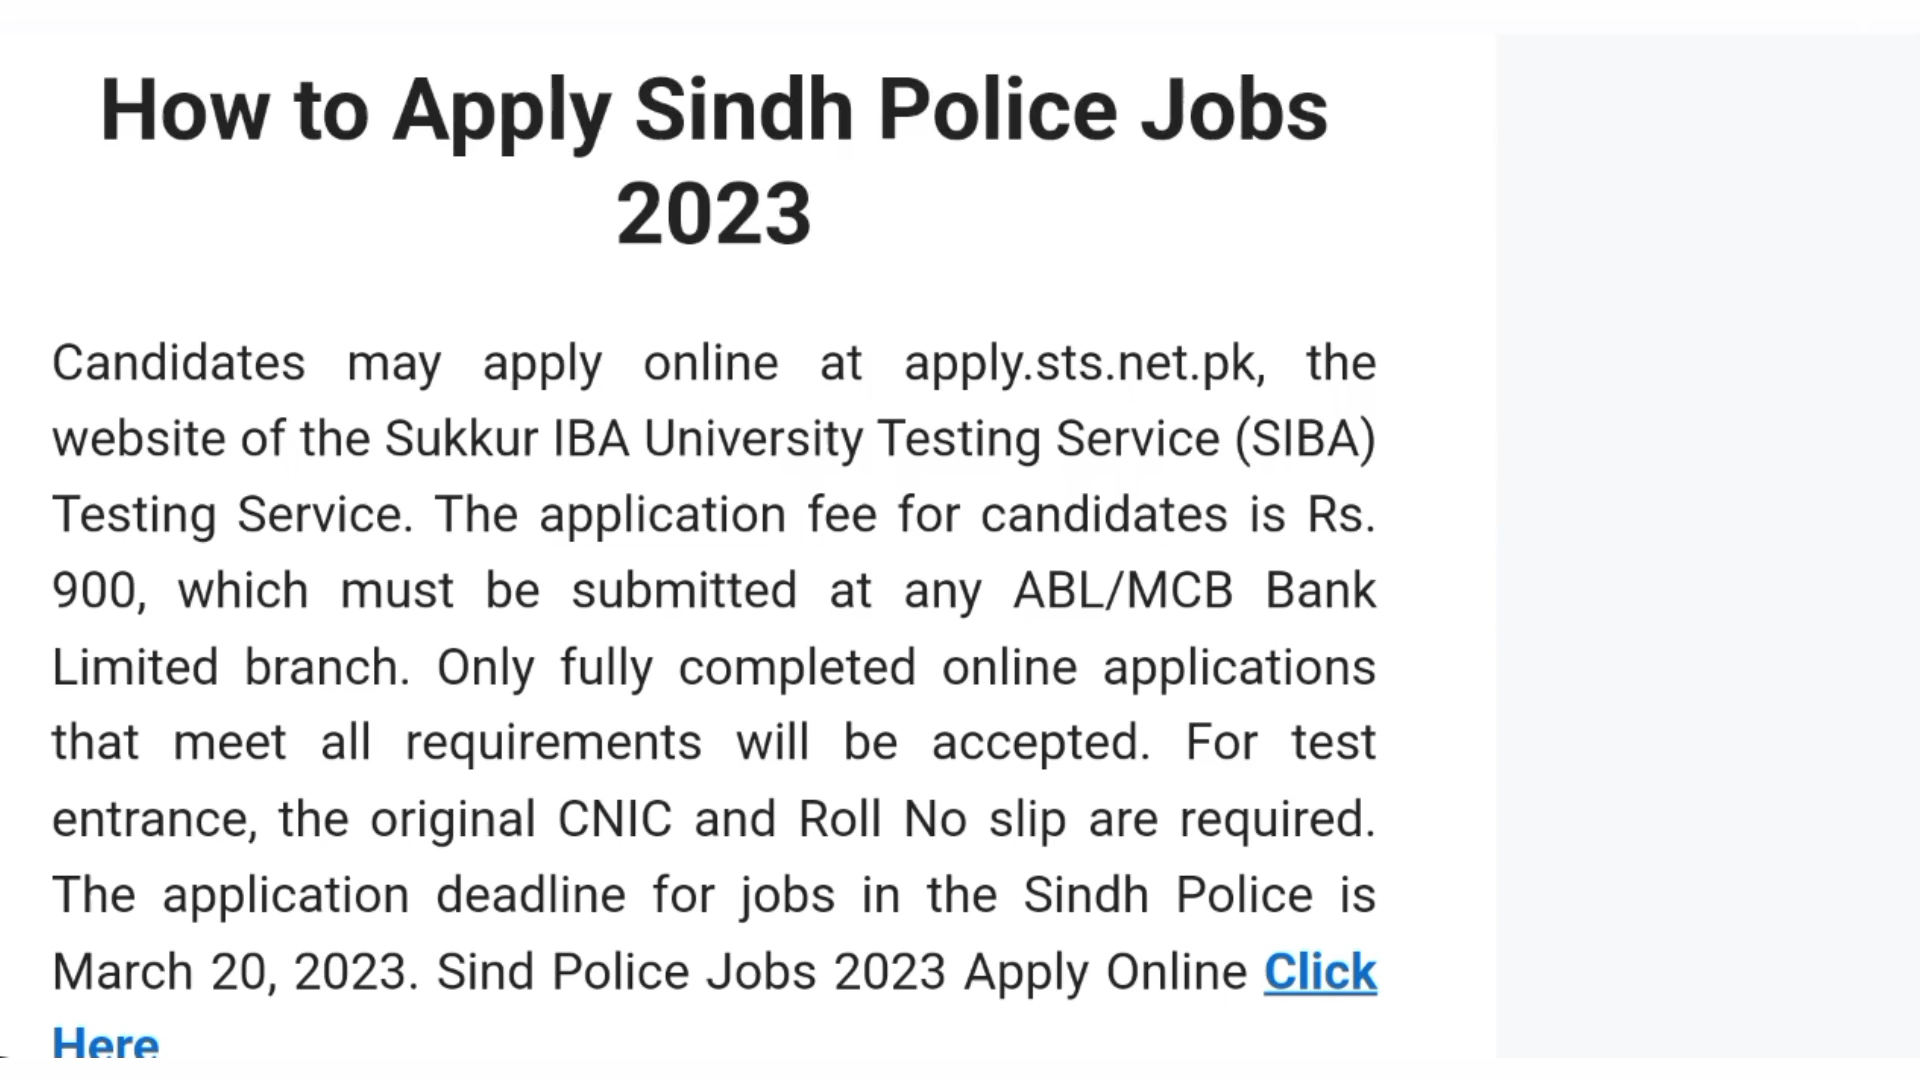 How to Apply Sindh Police Jobs
2023
Candidates may apply online at apply.sts.net.pk, the
website of the Sukkur IBA University Testing Service (SIBA)
Testing Service. The application fee for candidates is Rs.
900, which must be submitted at any ABL/MCB Bank
Limited branch. Only fully completed online applications
that meet all requirements will be accepted. For test
entrance, the original CNIC and Roll No slip are required.
The application deadline for jobs in the Sindh Police is
March 20, 2023. Sind Police Jobs 2023 Apply Online Click
Here